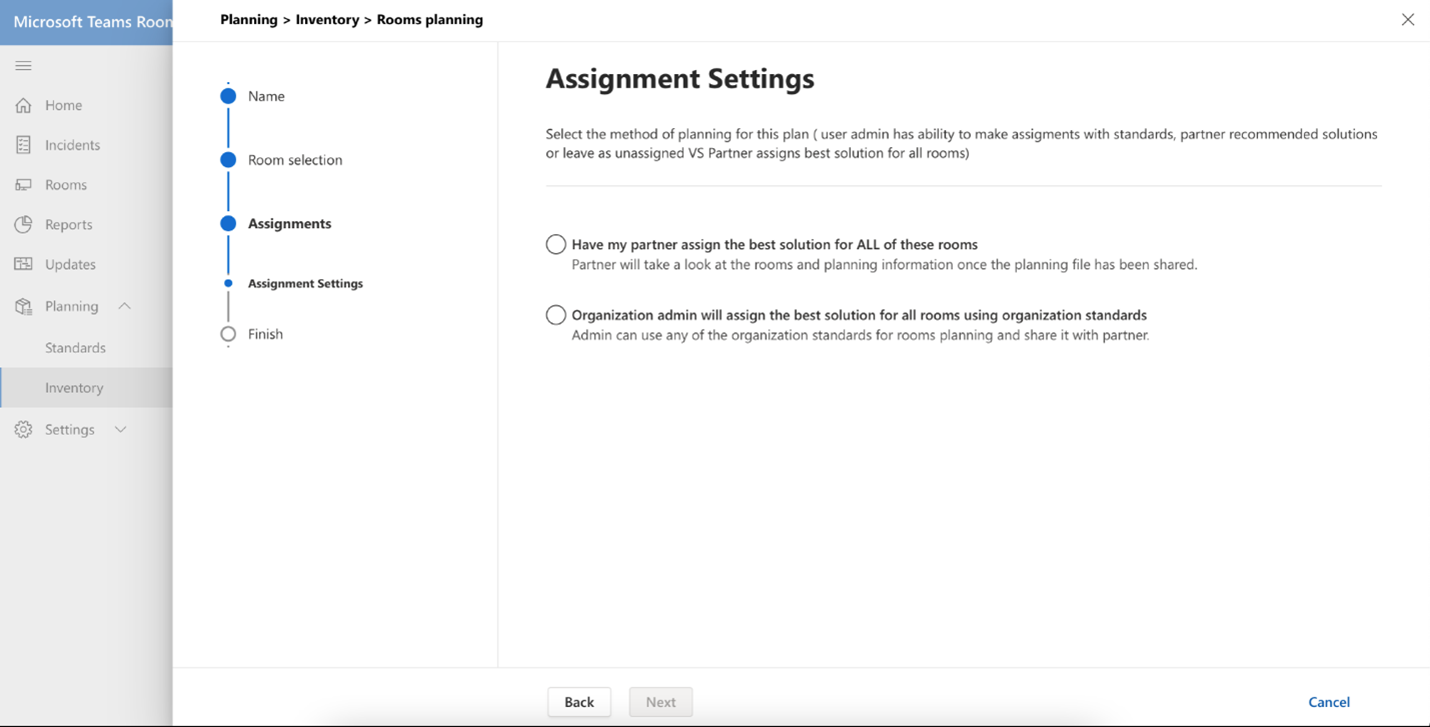 Microsoft Teams Room
Planning > Inventory > Rooms planning
Home
Incidents
Rooms
Reports
Updates
Planning
Standards
Inventory
Settings
Name
Room selection
Assignments
Assignment Settings
Finish
Assignment Settings
Select the method of planning for this plan ( user admin has ability to make assigments with standards, partner recommended solutions
or leave as unassigned VS Partner assigns best solution for all rooms)
Have my partner assign the best solution for ALL of these rooms
Partner will take a look at the rooms and planning information once the planning file has been shared.
Organization admin will assign the best solution for all rooms using organization standards
Admin can use any of the organization standards for rooms planning and share it with partner.
Back
Next
Cancel